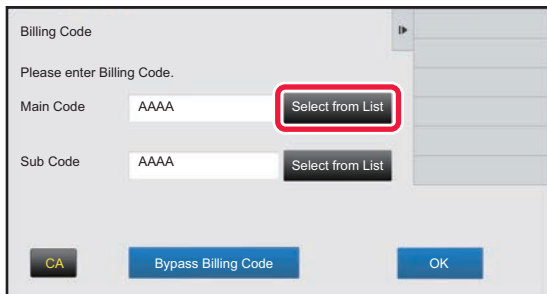 Billing Code
Please enter Billing Code.
Main Code AAAA Select from List
Sub Code AAAA Select from List
CA Bypass Billing Code OK